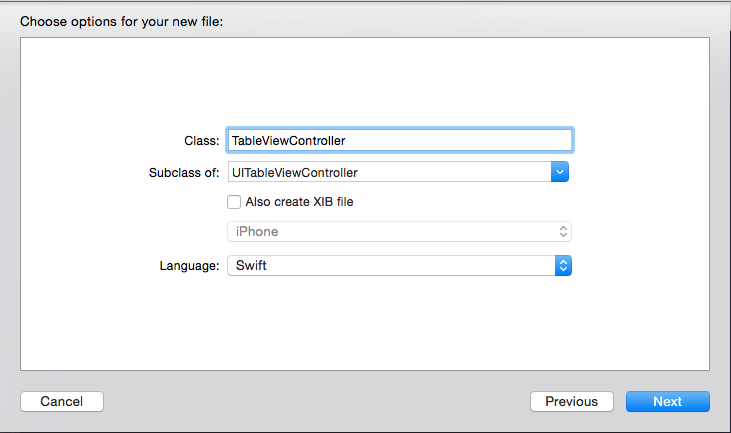 Choose options for your new file:
Class: TableViewController
Subclass of: UITableViewController
Also create XIB file
iPhone
Language: Swift
Cancel Previous Next